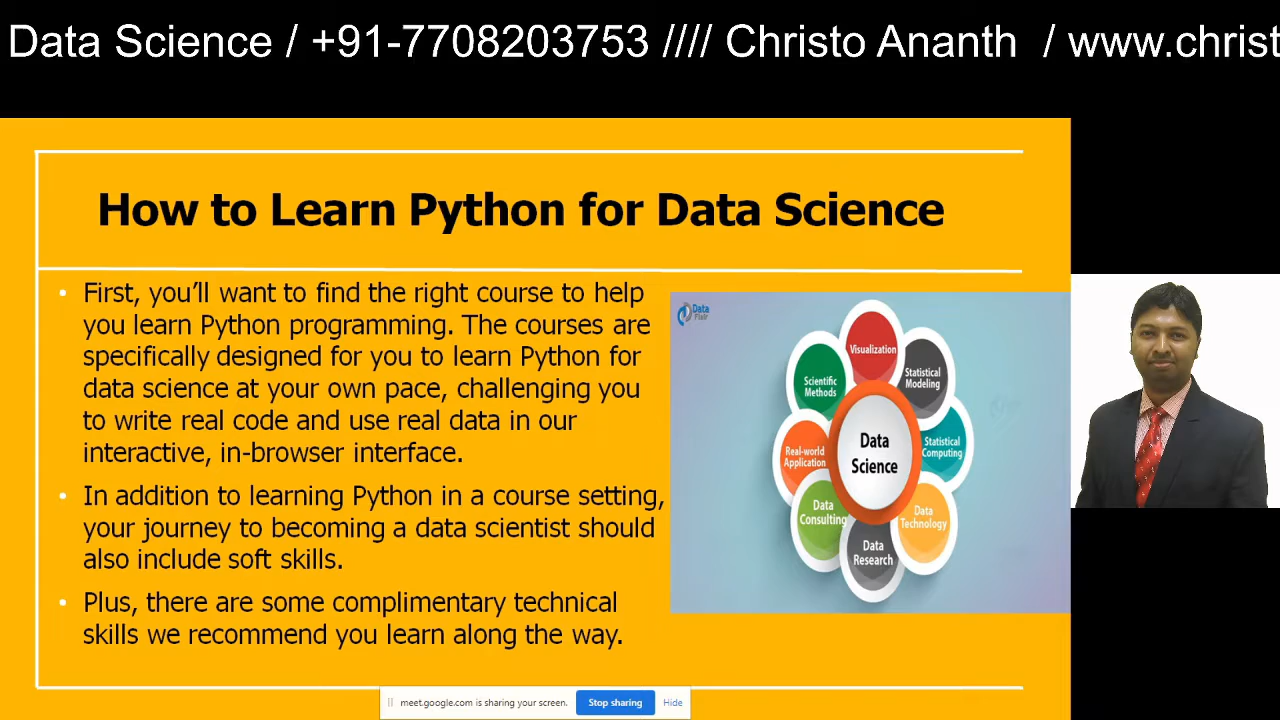 Data Science / +91-7708203753 //// Christo Ananth / www.christ
How to Learn Python for Data Science
• First, you'll want to find the right course to help
you learn Python programming. The courses are
specifically designed for you to learn Python for
data science at your own pace, challenging you
to write real code and use real data in our
interactive, in-browser interface.
• In addition to learning Python in a course setting,
your journey to becoming a data scientist should
also include soft skills.
• Plus, there are some complimentary technical
skills we recommend you learn along the way.
Data
Flair
Visualization
Statistical
Modeling
Statistical
Computing
Data
Technology
Data
Research
Data
Consulting
Real-world
Application
Scientific
Methods
Data
Science
meet.google.com is sharing your screen.
Stop sharing
Hide